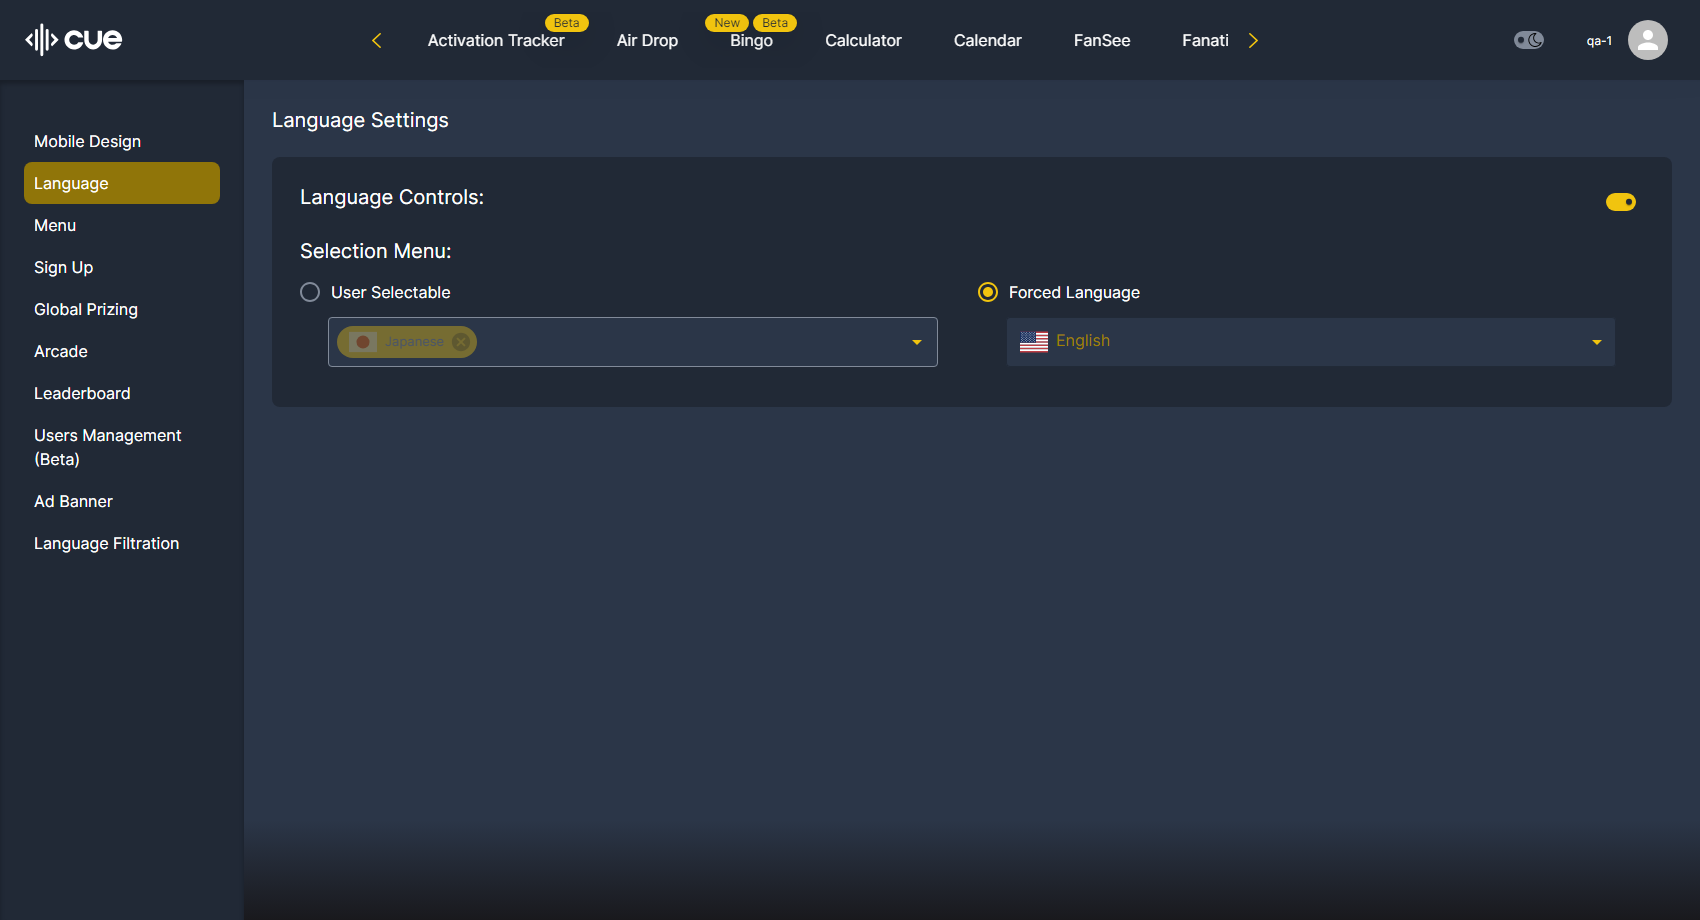 cue
Activation Tracker
Beta
Air Drop
New
Beta
Bingo
Calculator
Calendar
FanSee
Fanati
qa-1
Mobile Design
Language
Menu
Sign Up
Global Prizing
Arcade
Leaderboard
Users Management
(Beta)
Ad Banner
Language Filtration
Language Settings
Language Controls:
Selection Menu:
User Selectable
Japanese
Forced Language
English